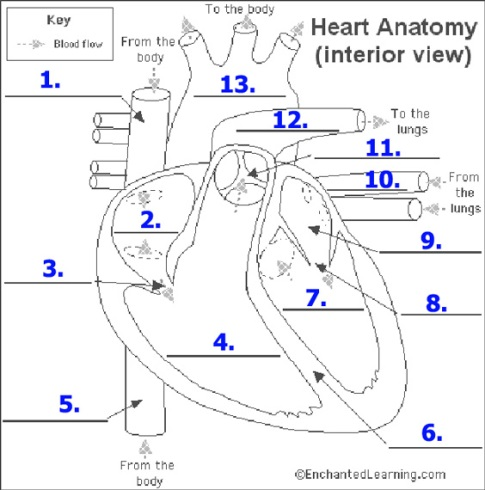 Key
Blood flow
To the body
Heart Anatomy
(interior view)
From the
body
1.
13.
12.
To the
lungs
11.
10.
From
the
lungs
2.
9.
3.
7.
8.
4.
5.
6.
From the
body
©EnchantedLearning.com